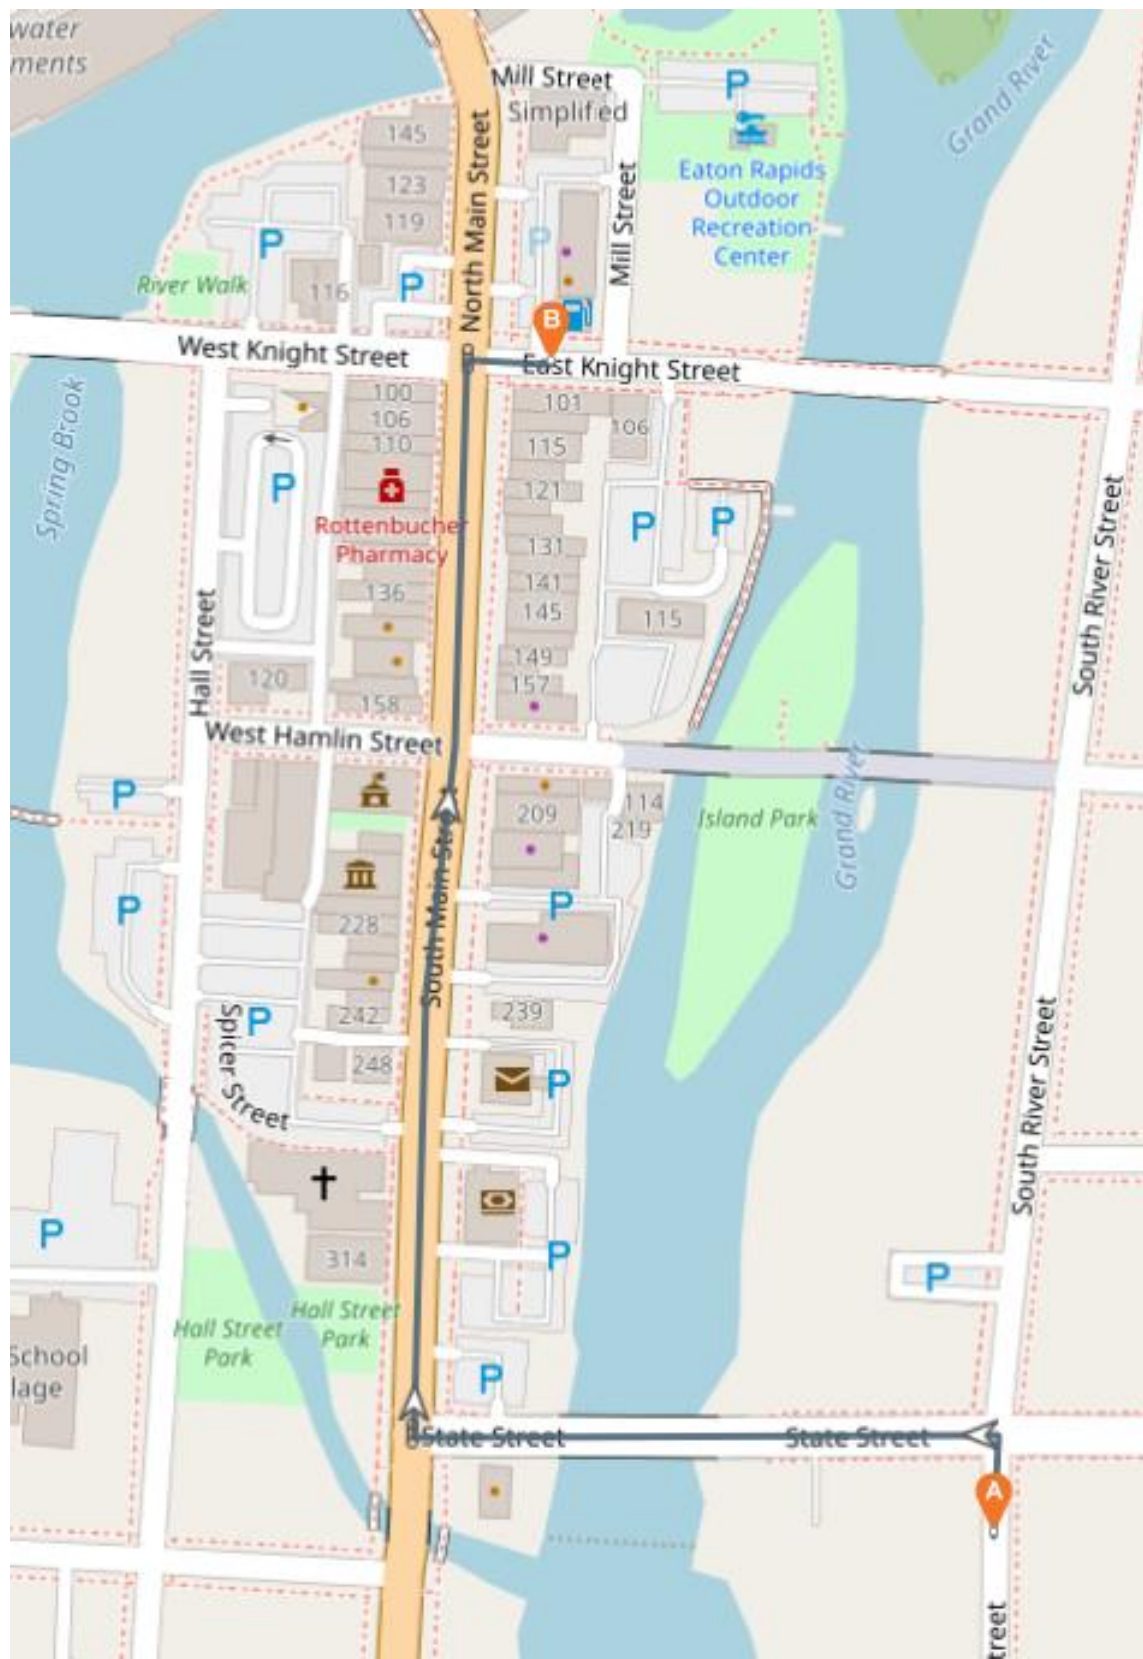 water
ments
Mill Street
Simplified
P
Grand River
145
123
119
North Main Street
Mill Street
Eaton Rapids
Outdoor
Recreation
Center
P
P
P
River Walk
116
B
West Knight Street
East Knight Street
100
106
110
101
106
115
Spring Brook
P
121
P
P
Rottenbucher
Pharmacy
131
136
141
145
115
South River Street
Hall Street
120
149
157
158
West Hamlin Street
P
209
114
219
Island Park
Grand River
P
P
228
South Main Stre
239
242
248
P
P
Spicer Street
South River Street
P
314
P
P
Hall Street
Park
Hall Street
Park
School
lage
P
State Street
State Street
A
treet